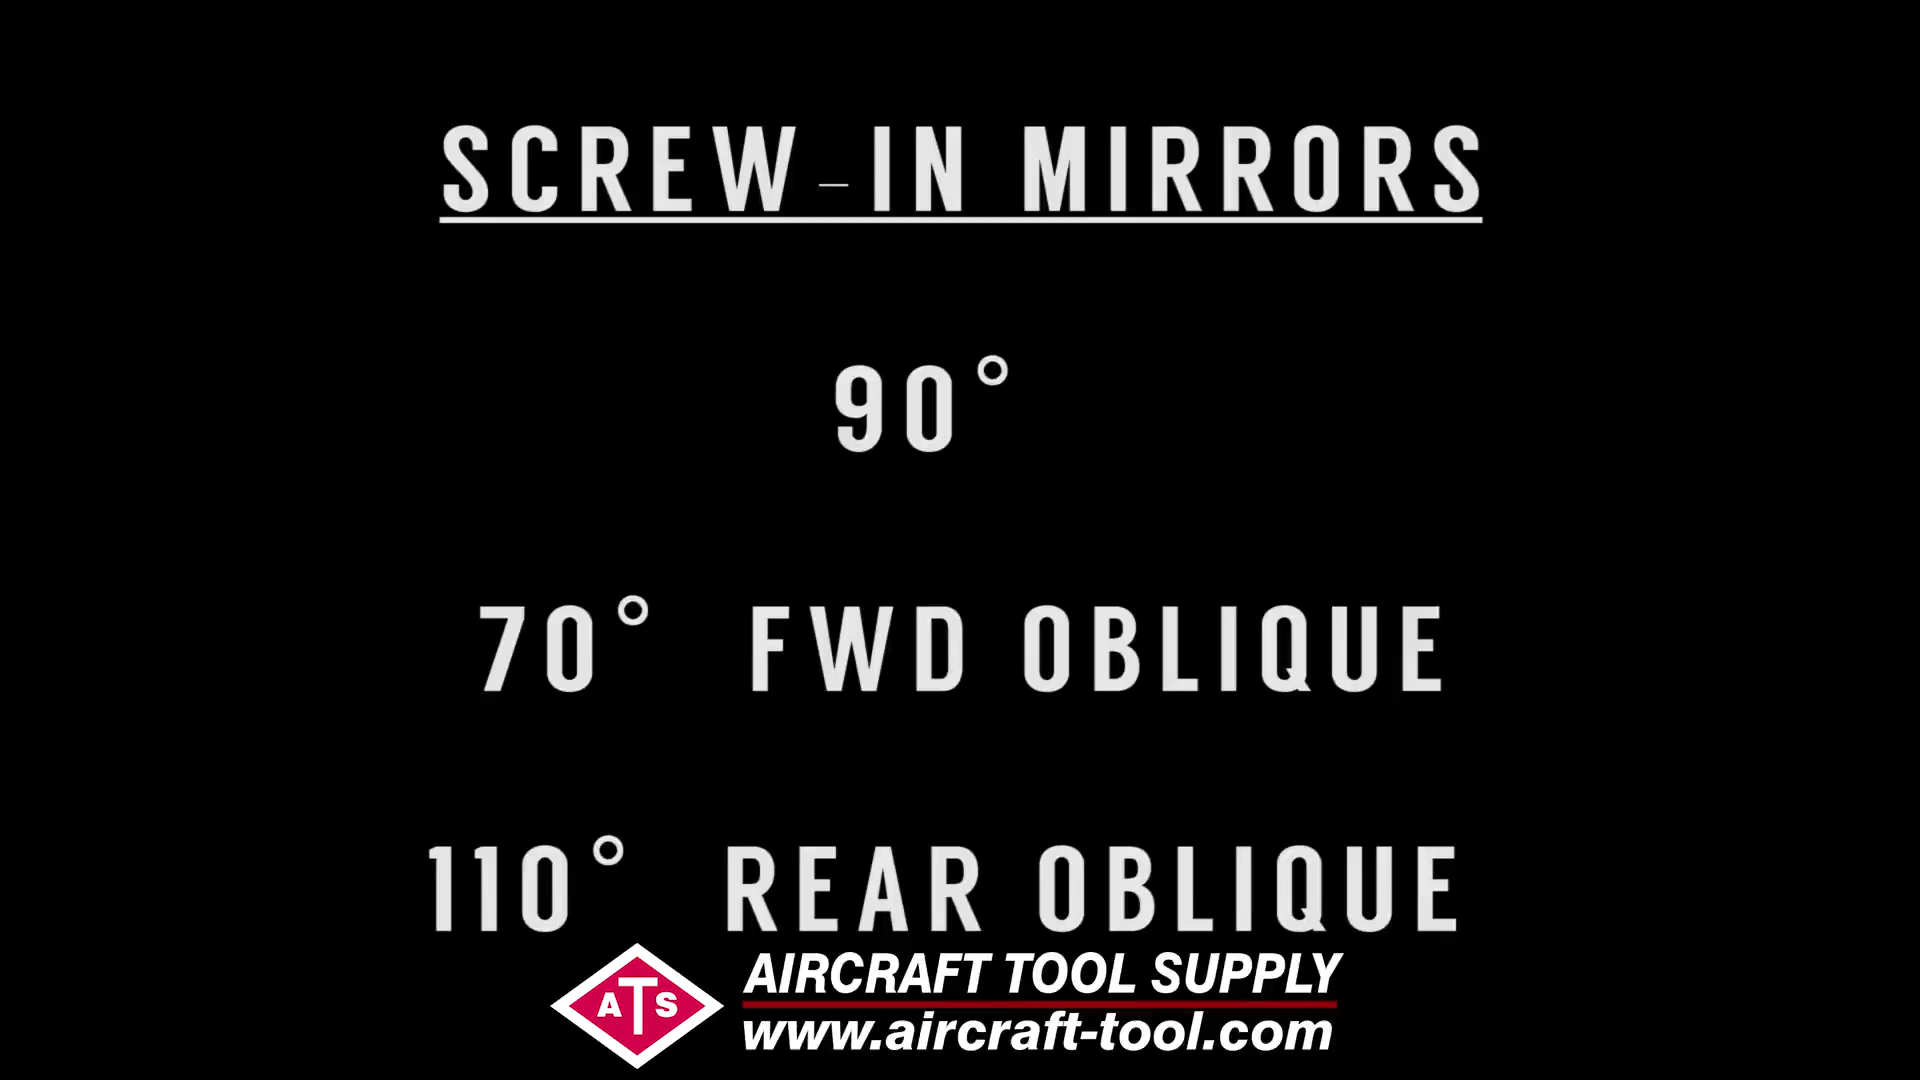 SCREW-IN MIRRORS
90°
70° FWD OBLIQUE
110° REAR OBLIQUE
ATS
AIRCRAFT TOOL SUPPLY
www.aircraft-tool.com